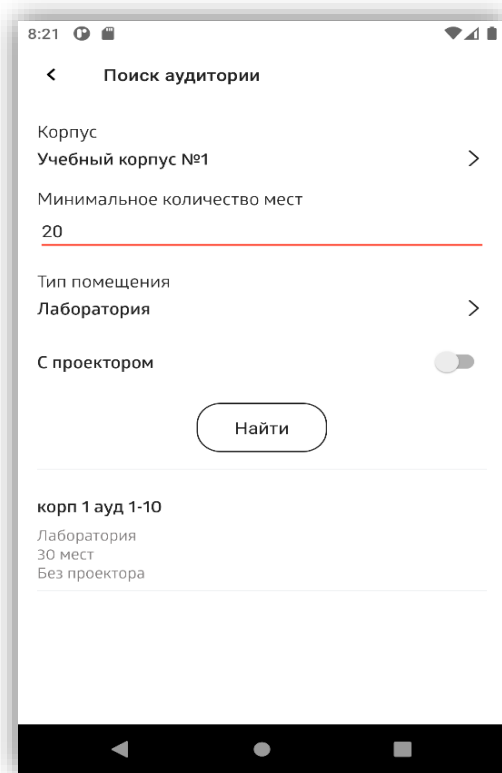 8:21
Поиск аудитории
Корпус
Учебный корпус №1
Минимальное количество мест
20
Тип помещения
Лаборатория
С проектором
Найти
корп 1 ауд 1-10
Лаборатория
30 мест
Без проектора